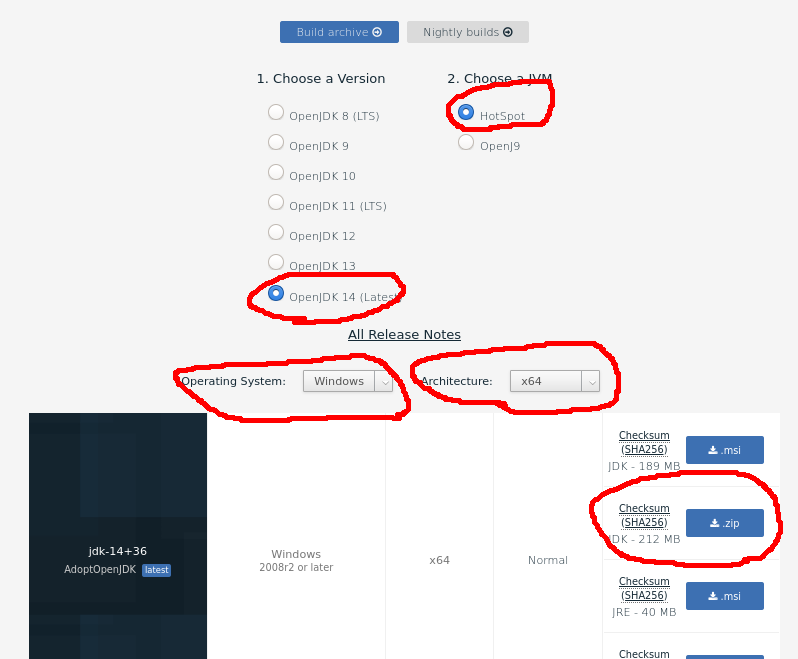 Build archive
Nightly builds
1. Choose a Version
2. Choose a JVM
OpenJDK 8 (LTS)
HotSpot
OpenJDK 9
OpenJ9
OpenJDK 10
OpenJDK 11 (LTS)
OpenJDK 12
OpenJDK 13
OpenJDK 14 (Latest
All Release Notes
Operating System: Windows
Architecture: x64
Checksum
(SHA256)
JDK - 189 MB
.msi
Checksum
(SHA256)
JDK - 212 MB
.zip
jdk-14+36
AdoptOpenJDK latest
Windows
2008r2 or later
x64
Normal
Checksum
(SHA256)
JRE - 40 MB
.msi
Checksum